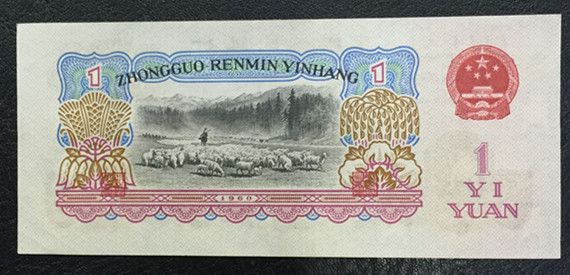 ZHONGGUO RENMIN YINHANG
1
1
1960
1
YI
YUAN